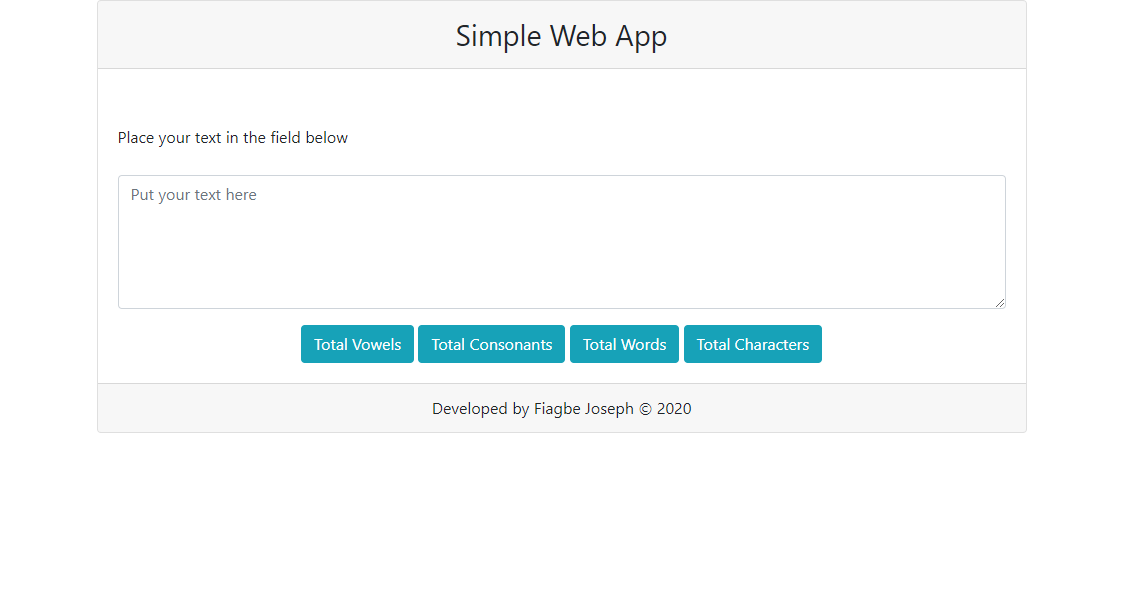 Simple Web App
Place your text in the field below
Put your text here
Total Vowels Total Consonants Total Words Total Characters
Developed by Fiagbe Joseph © 2020